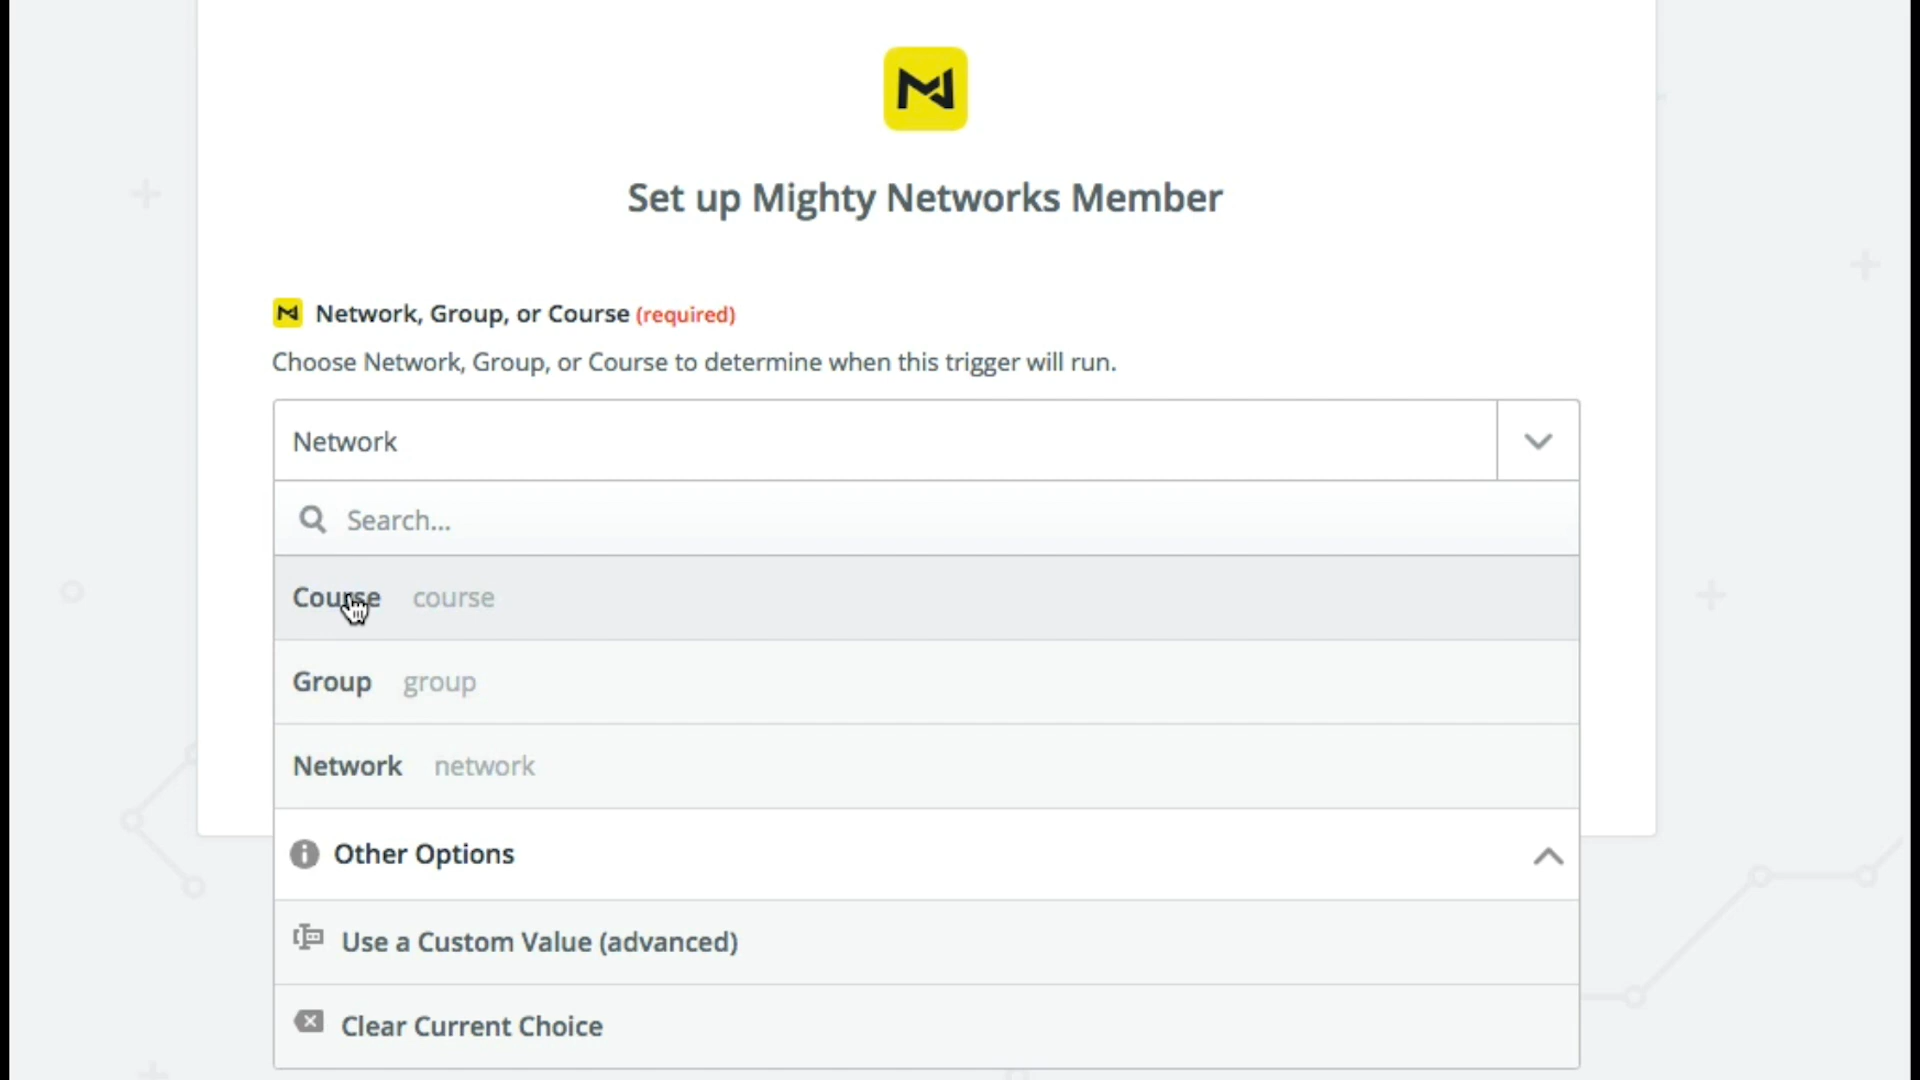 Set up Mighty Networks Member
Network, Group, or Course (required)
Choose Network, Group, or Course to determine when this trigger will run.
Network
Search...
Course course
Group group
Network network
Other Options
Use a Custom Value (advanced)
Clear Current Choice